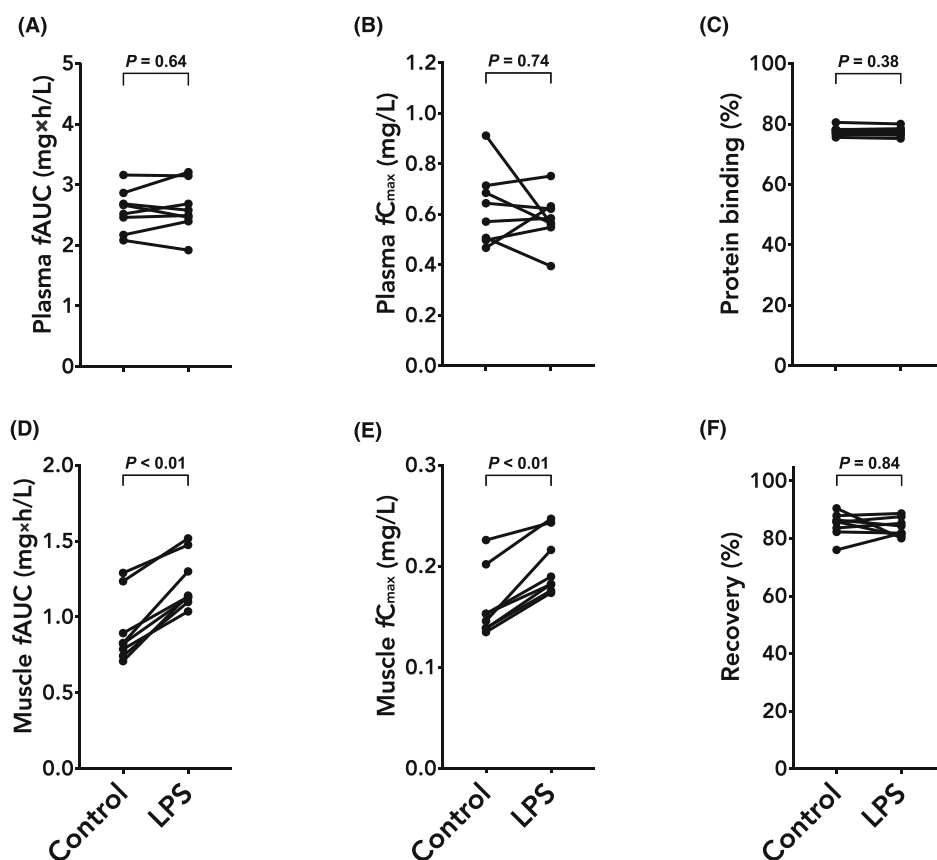 (A)
P = 0.64
Plasma fAUC (mg×h/L)
5
4
3
2
1
0
(B)
P = 0.74
Plasma fCmax (mg/L)
1.2
1.0
0.8
0.6
0.4
0.2
0.0
(C)
P = 0.38
Protein binding (%)
100
80
60
40
20
0
(D)
P < 0.01
Muscle fAUC (mg×h/L)
2.0
1.5
1.0
0.5
0.0
Control
LPS
(E)
P < 0.01
Muscle fCmax (mg/L)
0.3
0.2
0.1
0.0
Control
LPS
(F)
P = 0.84
Recovery (%)
100
80
60
40
20
0
Control
LPS